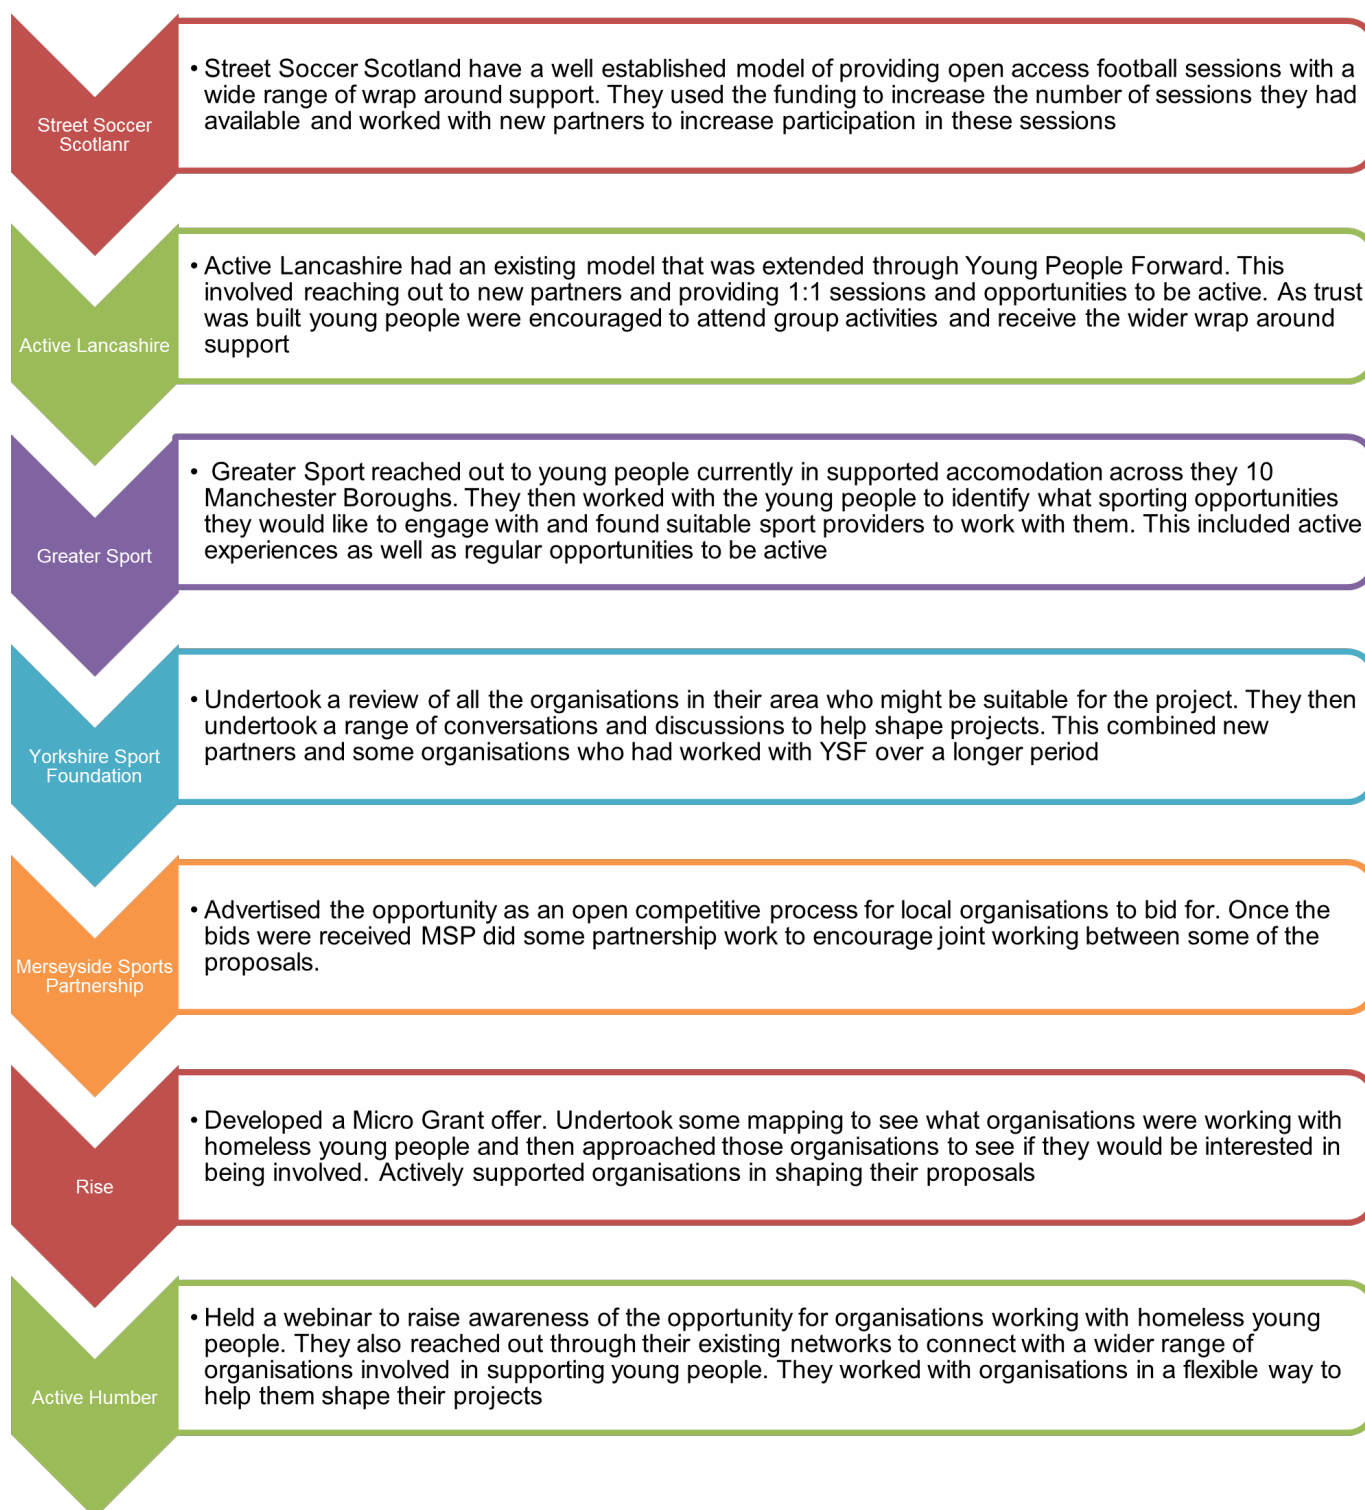 Street Soccer
Scotlanr
• Street Soccer Scotland have a well established model of providing open access football sessions with a
wide range of wrap around support. They used the funding to increase the number of sessions they had
available and worked with new partners to increase participation in these sessions
Active Lancashire
• Active Lancashire had an existing model that was extended through Young People Forward. This
involved reaching out to new partners and providing 1:1 sessions and opportunities to be active. As trust
was built young people were encouraged to attend group activities and receive the wider wrap around
support
Greater Sport
• Greater Sport reached out to young people currently in supported accomodation across they 10
Manchester Boroughs. They then worked with the young people to identify what sporting opportunities
they would like to engage with and found suitable sport providers to work with them. This included active
experiences as well as regular opportunities to be active
Yorkshire Sport
Foundation
• Undertook a review of all the organisations in their area who might be suitable for the project. They then
undertook a range of conversations and discussions to help shape projects. This combined new
partners and some organisations who had worked with YSF over a longer period
Merseyside Sports
Partnership
• Advertised the opportunity as an open competitive process for local organisations to bid for. Once the
bids were received MSP did some partnership work to encourage joint working between some of the
proposals.
Rise
• Developed a Micro Grant offer. Undertook some mapping to see what organisations were working with
homeless young people and then approached those organisations to see if they would be interested in
being involved. Actively supported organisations in shaping their proposals
Active Humber
• Held a webinar to raise awareness of the opportunity for organisations working with homeless young
people. They also reached out through their existing networks to connect with a wider range of
organisations involved in supporting young people. They worked with organisations in a flexible way to
help them shape their projects